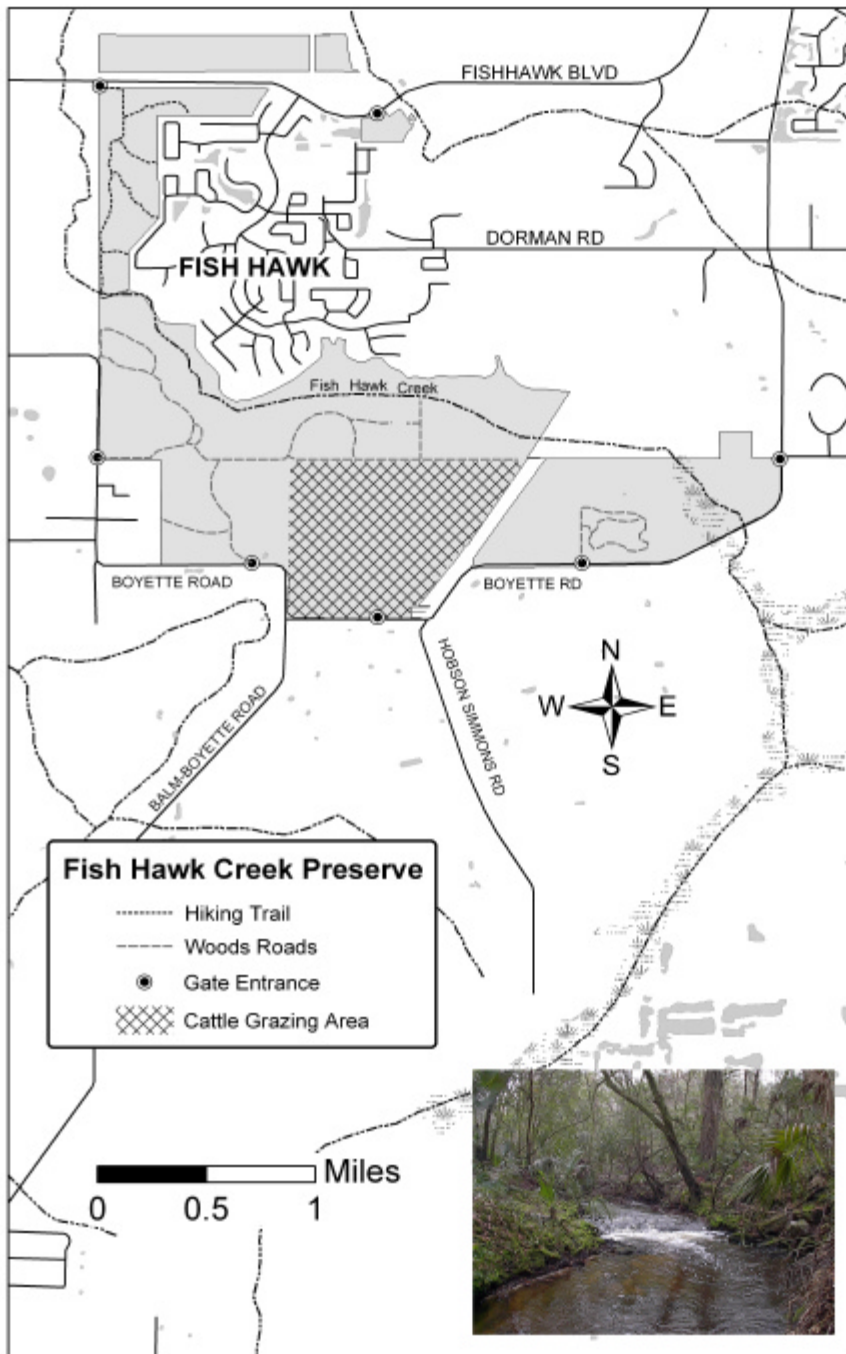 FISHHAWK BLVD
DORMAN RD
FISH HAWK
Fish Hawk Creek
BOYETTE ROAD
BOYETTE RD
HOBSON SIMMONS RD
N
W E
S
BALM-BOYETTE ROAD
Fish Hawk Creek Preserve
Hiking Trail
Woods Roads
Gate Entrance
Cattle Grazing Area
Miles
0 0.5 1